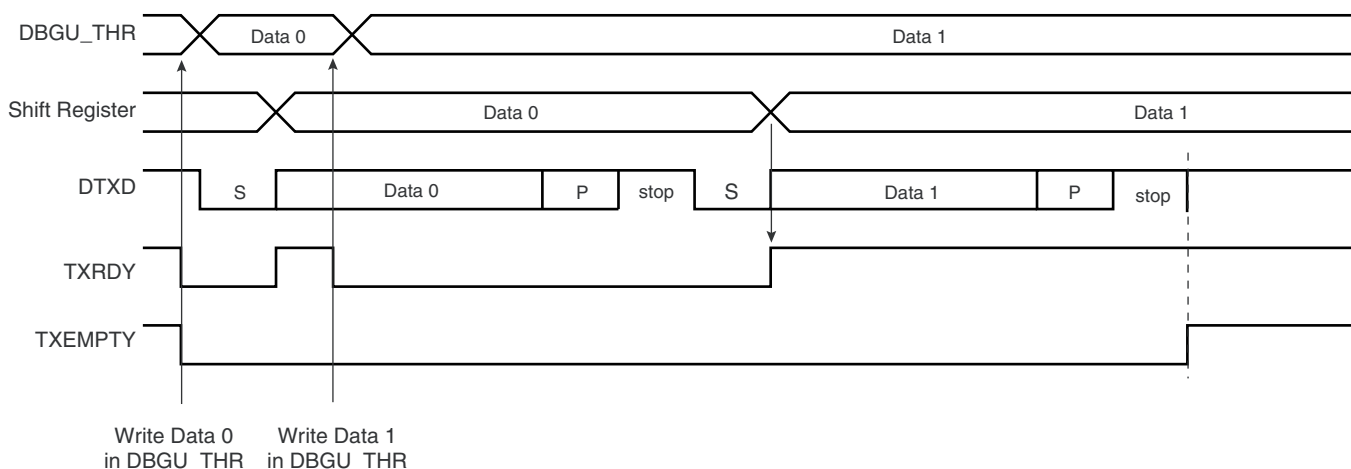 DBGU_THR
Data 0
Data 1
Shift Register
Data 0
Data 1
DTXD
S
Data 0
P
stop
S
Data 1
P
stop
TXRDY
TXEMPTY
Write Data 0
in DBGU_THR
Write Data 1
in DBGU_THR